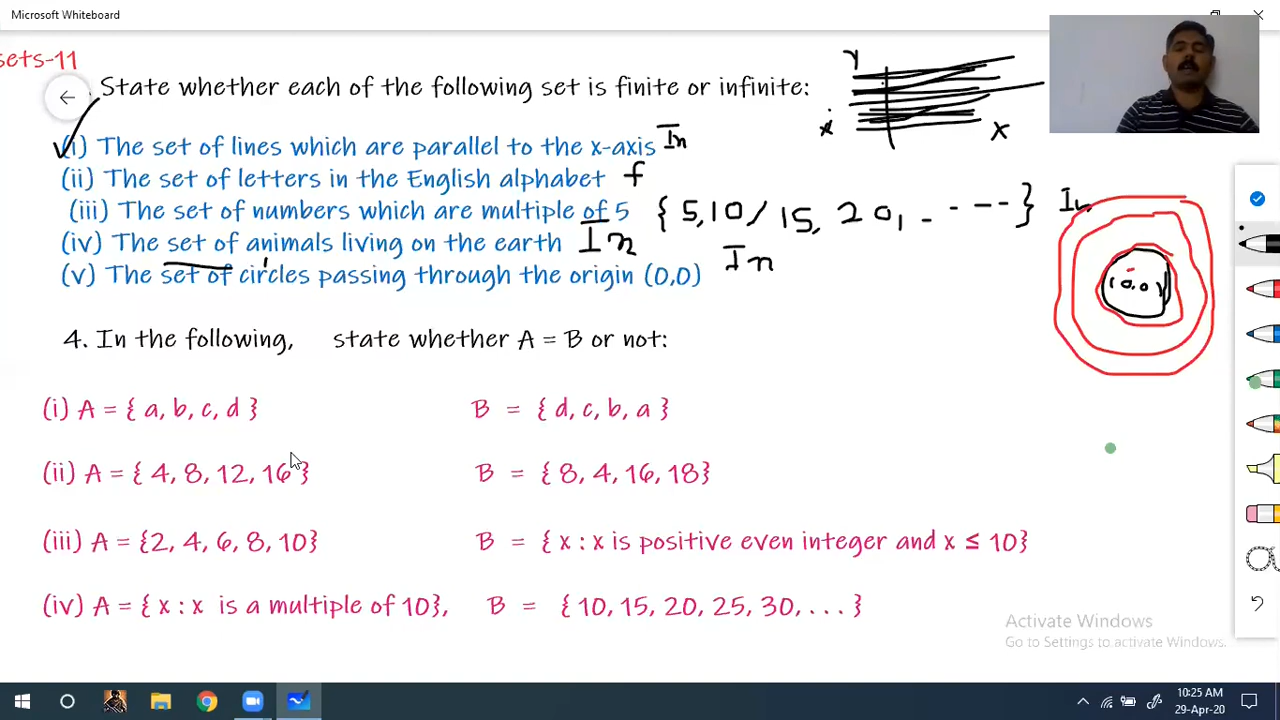 Microsoft Whiteboard
sets-11
State whether each of the following set is finite or infinite:
(i) The set of lines which are parallel to the x-axis In
(ii) The set of letters in the English alphabet f
(iii) The set of numbers which are multiple of 5 {5,10/15, 20, - - - - } In
(iv) The set of animals living on the earth In
(v) The set of circles passing through the origin (0,0) In
Y
x
X
(0,0)
4. In the following, state whether A = B or not:
(i) A = { a, b, c, d } B = { d, c, b, a }
(ii) A = { 4, 8, 12, 16 } B = { 8, 4, 16, 18}
(iii) A = {2, 4, 6, 8, 10} B = { x : x is positive even integer and x ≤ 10}
(iv) A = { x : x is a multiple of 10}, B = { 10, 15, 20, 25, 30, . . . }
Activate Windows
Go to Settings to activate Windows.
10:25 AM
29-Apr-20